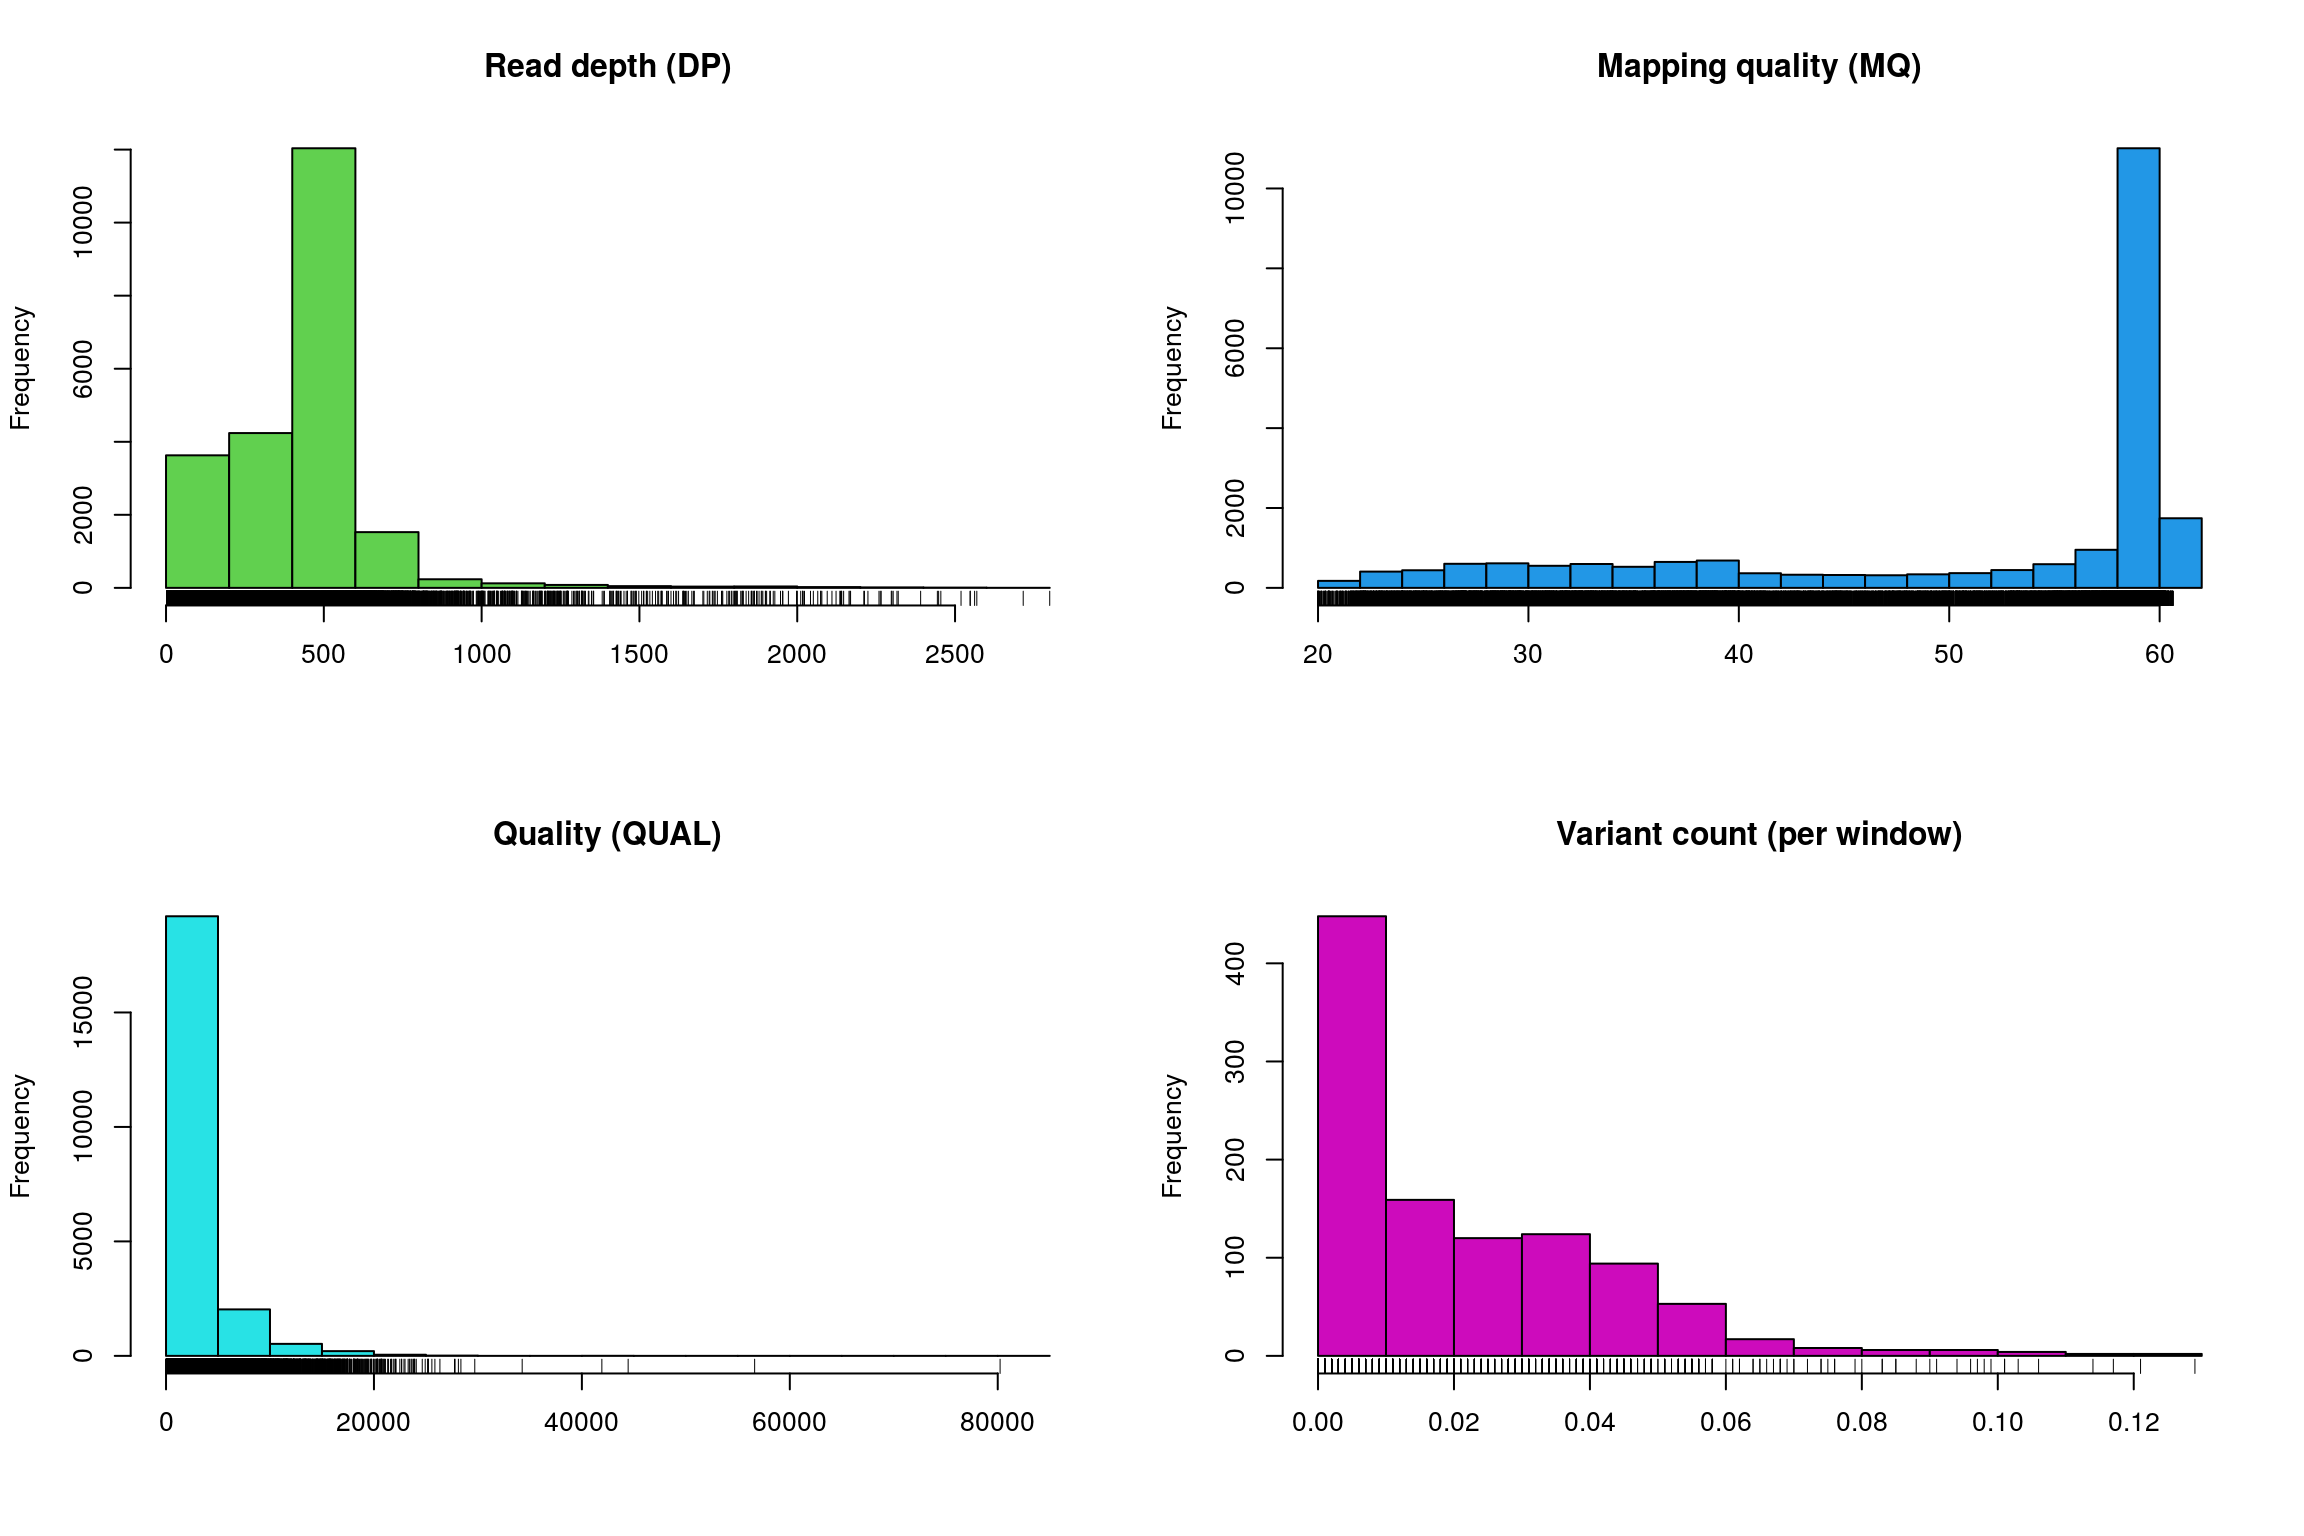 Read depth (DP)
Frequency
10000
6000
2000
0
0 500 1000 1500 2000 2500
Mapping quality (MQ)
Frequency
10000
6000
2000
0
20 30 40 50 60
Quality (QUAL)
Frequency
15000
10000
5000
0
0 20000 40000 60000 80000
Variant count (per window)
Frequency
400
300
200
100
0
0.00 0.02 0.04 0.06 0.08 0.10 0.12